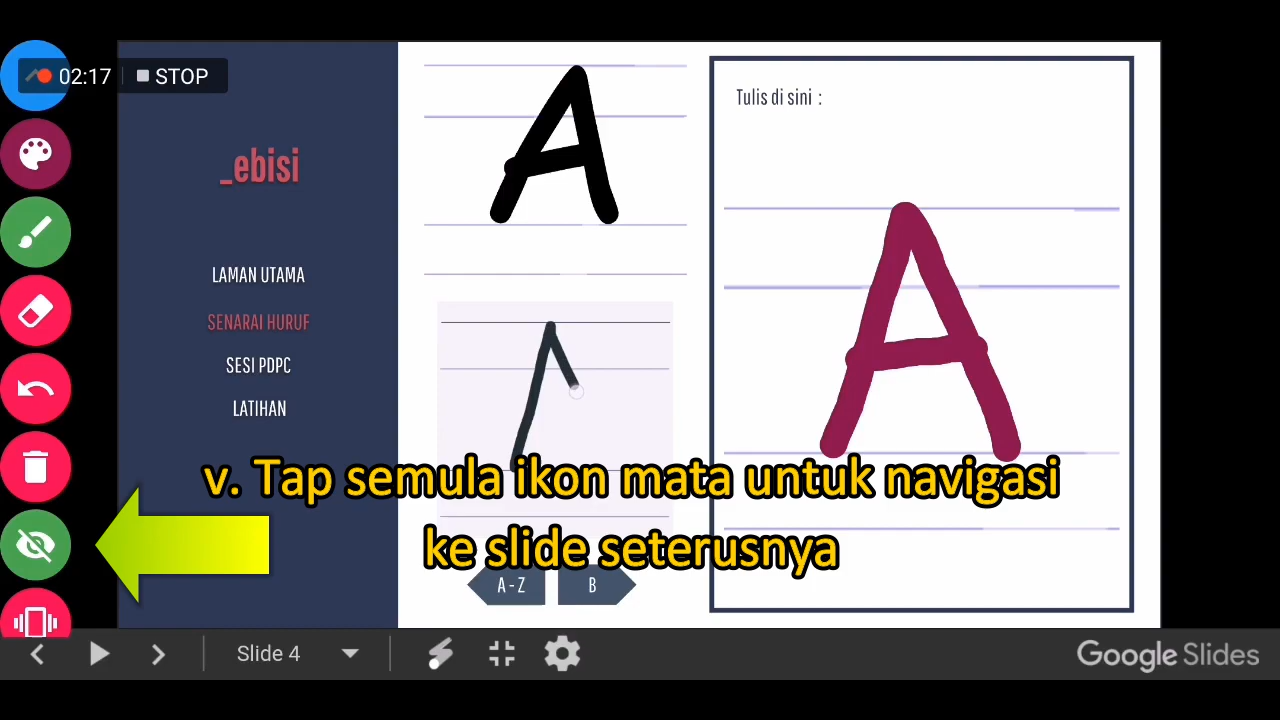 02:17 STOP
_ebisi
LAMAN UTAMA
SENARAI HURUF
SESI PDPC
LATIHAN
A
Tulis di sini :
A
v. Tap semula ikon mata untuk navigasi
ke slide seterusnya
A - Z
B
Slide 4
Google Slides